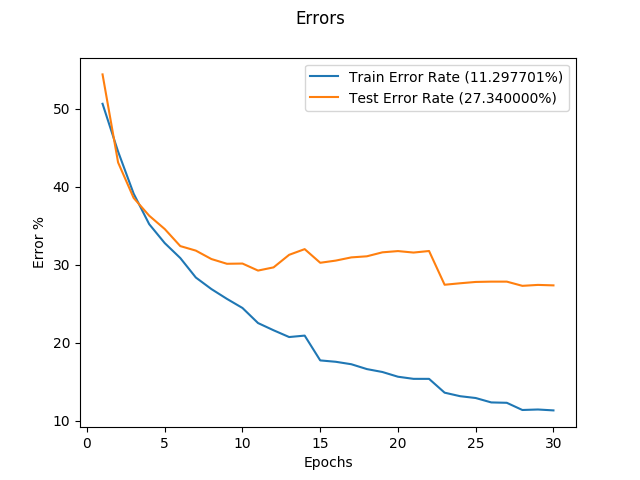 Errors
Train Error Rate (11.297701%)
Test Error Rate (27.340000%)
Error %
50
40
30
20
10
0 5 10 15 20 25 30
Epochs